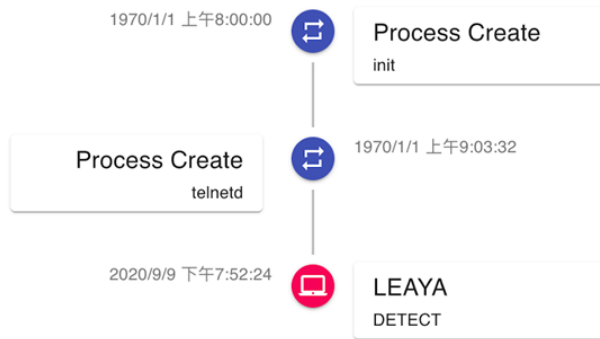 1970/1/1 上午8:00:00
Process Create
init
Process Create
telnetd
1970/1/1 上午9:03:32
2020/9/9 下午7:52:24
LEAYA
DETECT